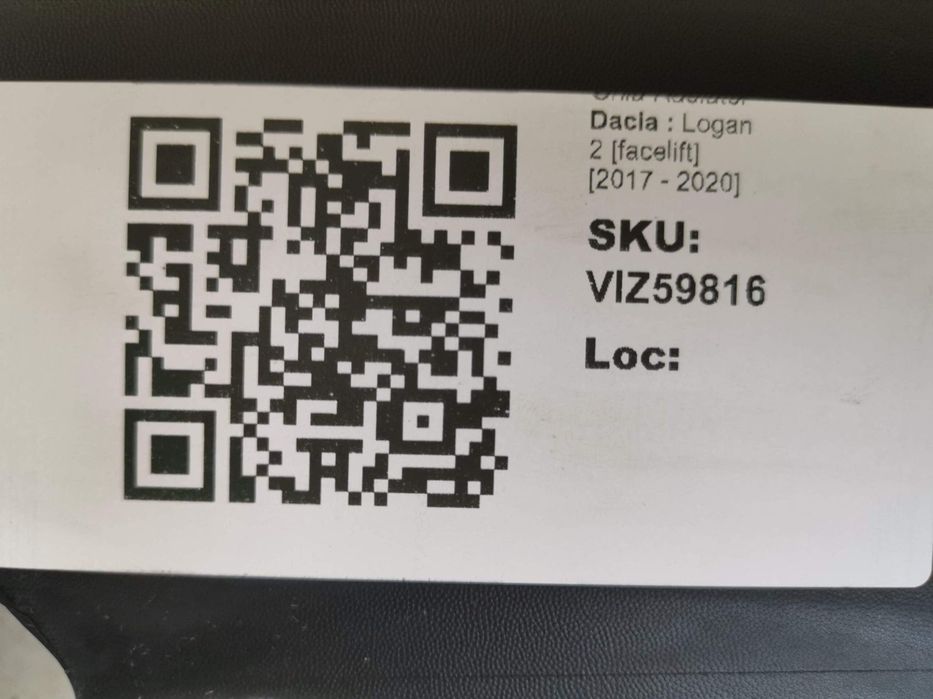 Dacia : Logan
2 [facelift]
[2017 - 2020]
SKU:
VIZ59816
Loc: